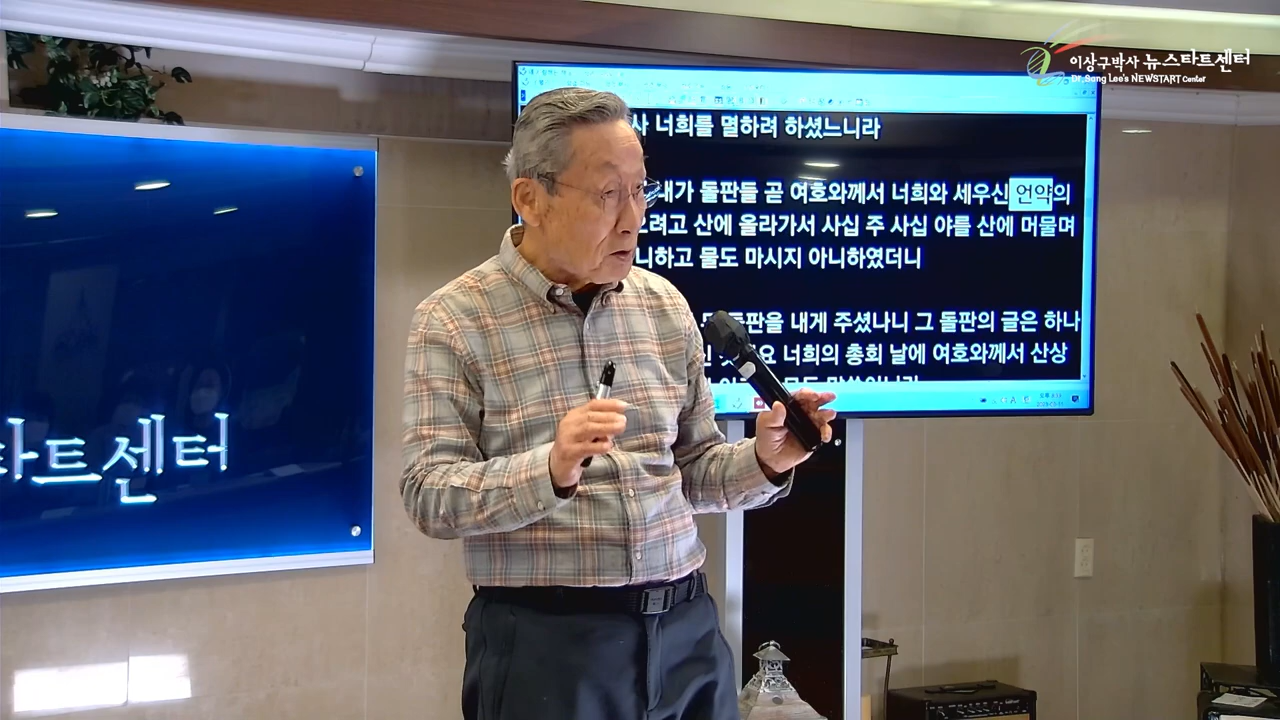 이상구박사 뉴스타트센터
Dr. Sang Lee's NEWSTART Center
사 너희를 멸하려 하셨느니라
내가 돌판들 곧 여호와께서 너희와 세우신 언약의
으려고 산에 올라가서 사십 주 사십 야를 산에 머물며
니하고 물도 마시지 아니하였더니
돌판을 내게 주셨나니 그 돌판의 글은 하나
너희의 총회 날에 여호와께서 산상
타트센터